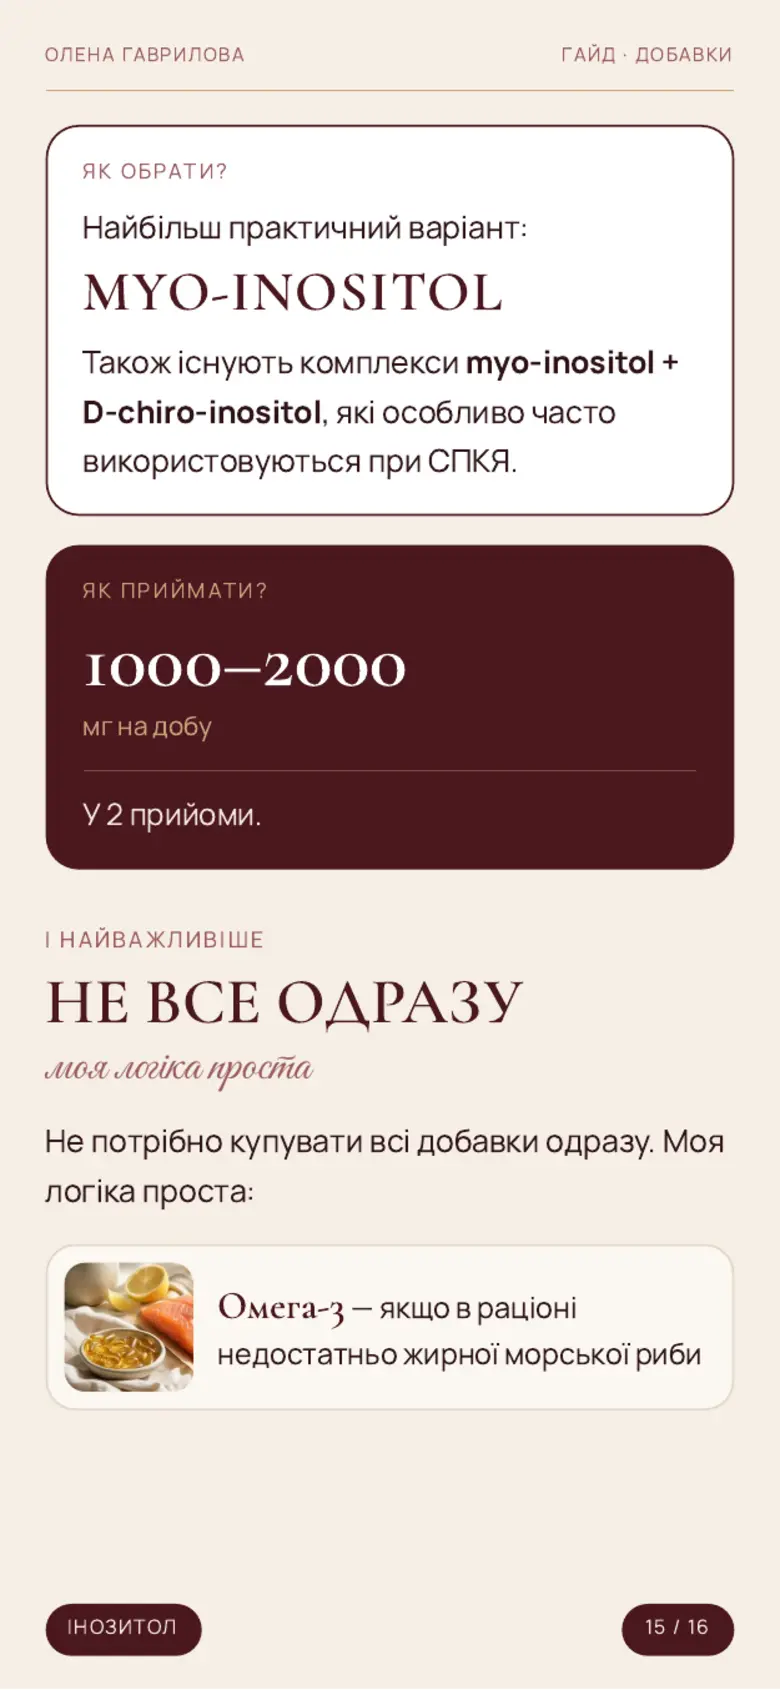 ОЛЕНА ГАВРИЛОВА
ГАЙД · ДОБАВКИ
ЯК ОБРАТИ?
Найбільш практичний варіант:
MYO-INOSITOL
Також існують комплекси myo-inositol +
D-chiro-inositol, які особливо часто
використовуються при СПКЯ.
ЯК ПРИЙМАТИ?
1000–2000
мг на добу
У 2 прийоми.
І НАЙВАЖЛИВІШЕ
НЕ ВСЕ ОДРАЗУ
моя логіка проста
Не потрібно купувати всі добавки одразу. Моя
логіка проста:
Омега-3 — якщо в раціоні
недостатньо жирної морської риби
ІНОЗИТОЛ
15 / 16